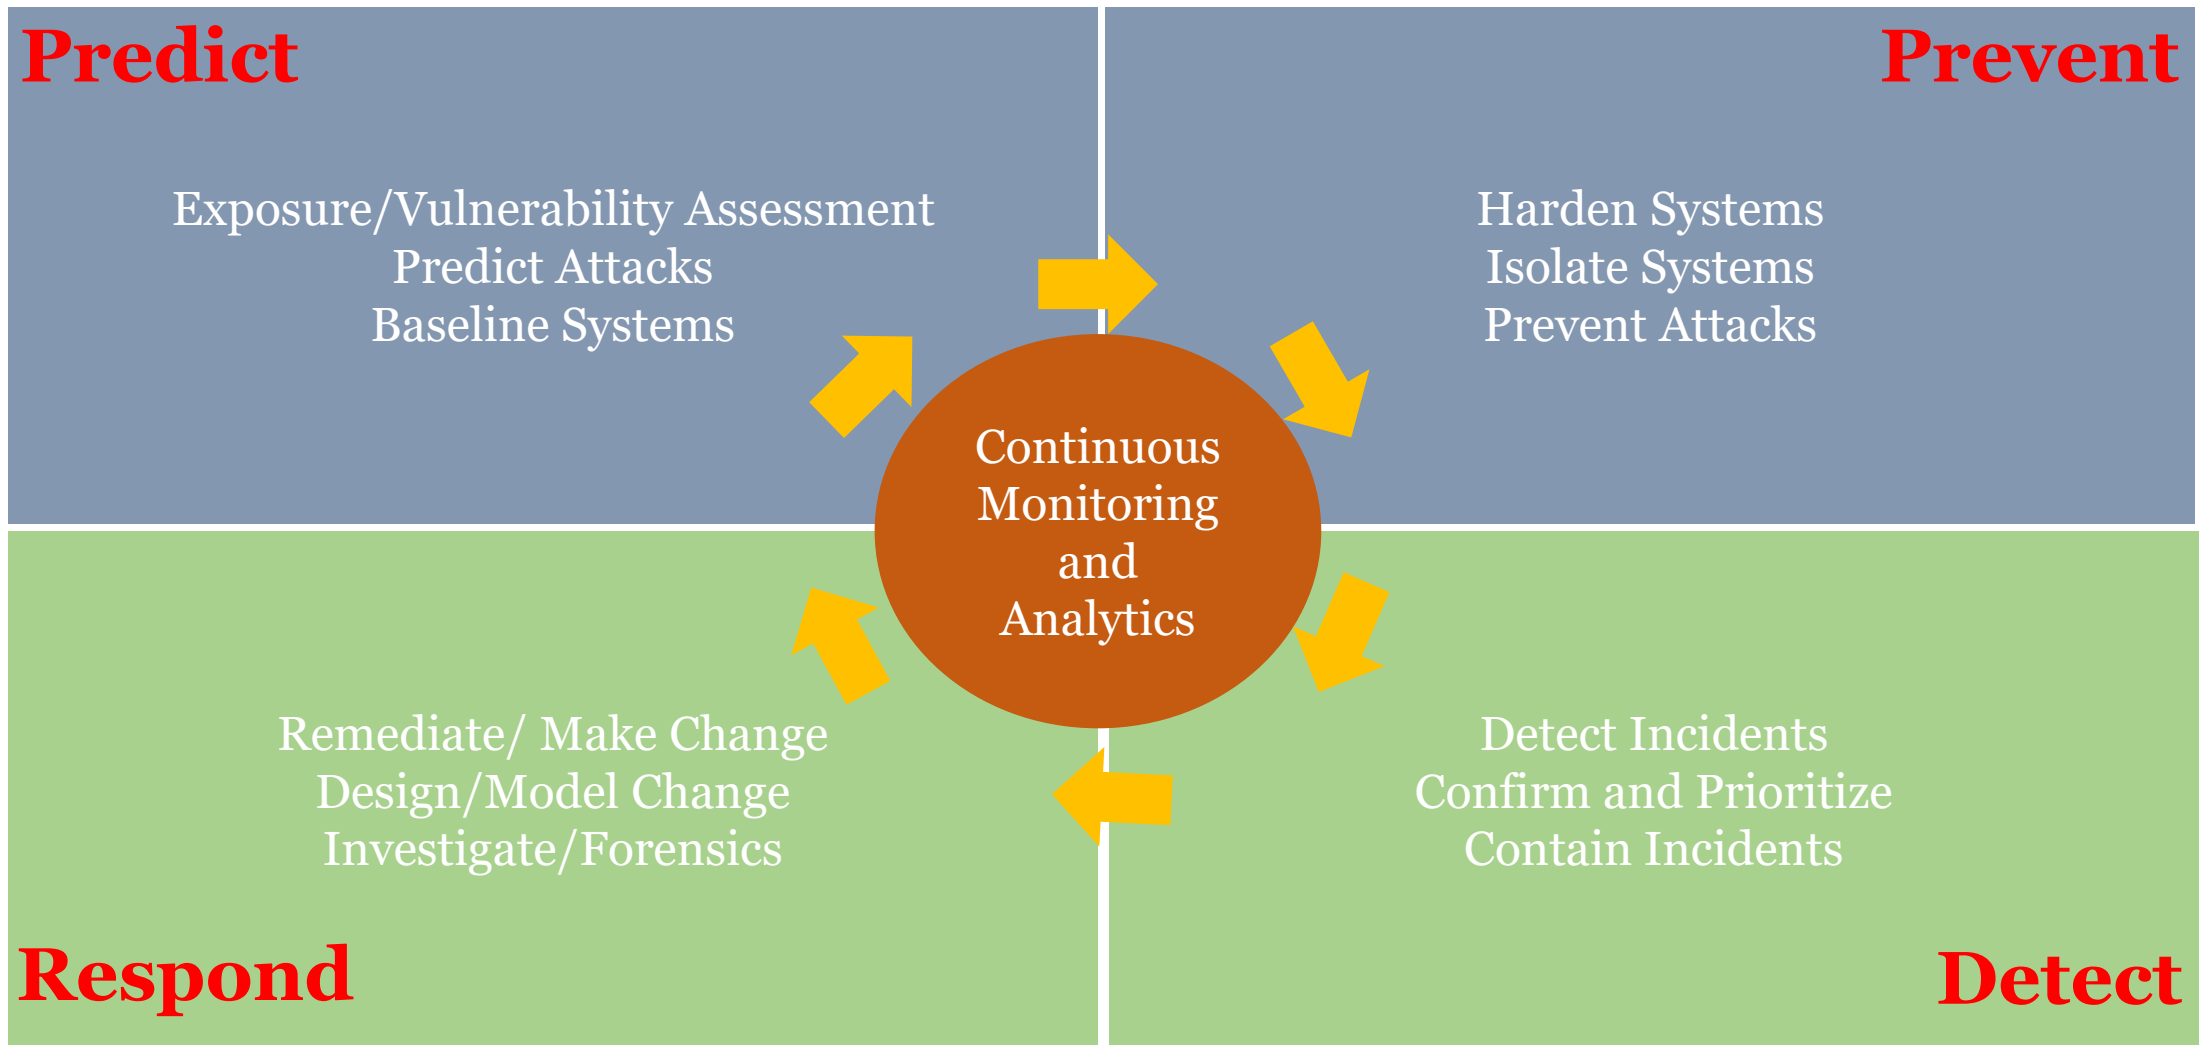 Predict
Exposure/Vulnerability Assessment
Predict Attacks
Baseline Systems
Prevent
Harden Systems
Isolate Systems
Prevent Attacks
Continuous
Monitoring
and
Analytics
Remediate/ Make Change
Design/Model Change
Investigate/Forensics
Respond
Detect Incidents
Confirm and Prioritize
Contain Incidents
Detect